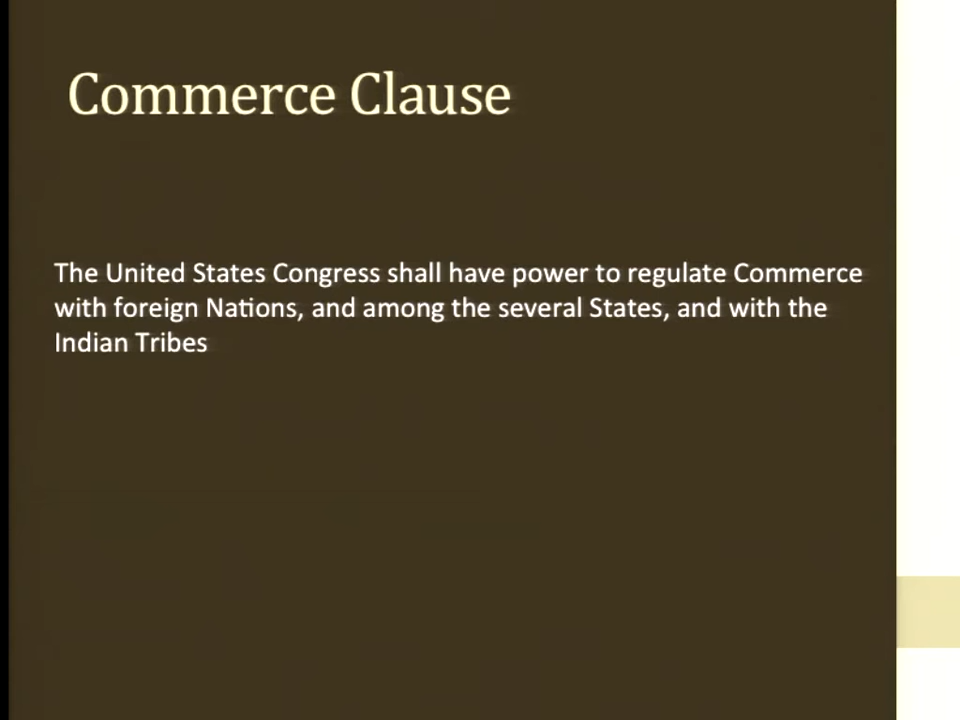 Commerce Clause
The United States Congress shall have power to regulate Commerce
with foreign Nations, and among the several States, and with the
Indian Tribes